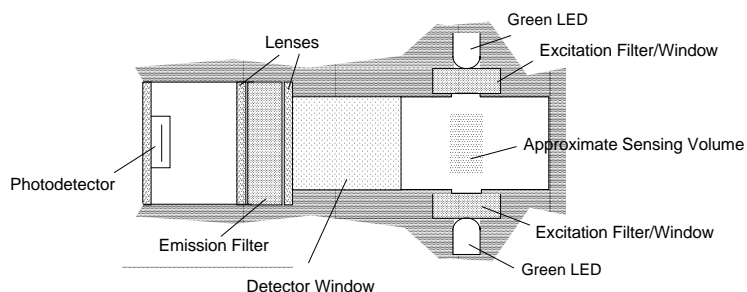 Green LED
Lenses
Excitation Filter/Window
Approximate Sensing Volume
Photodetector
Excitation Filter/Window
Emission Filter
Green LED
Detector Window